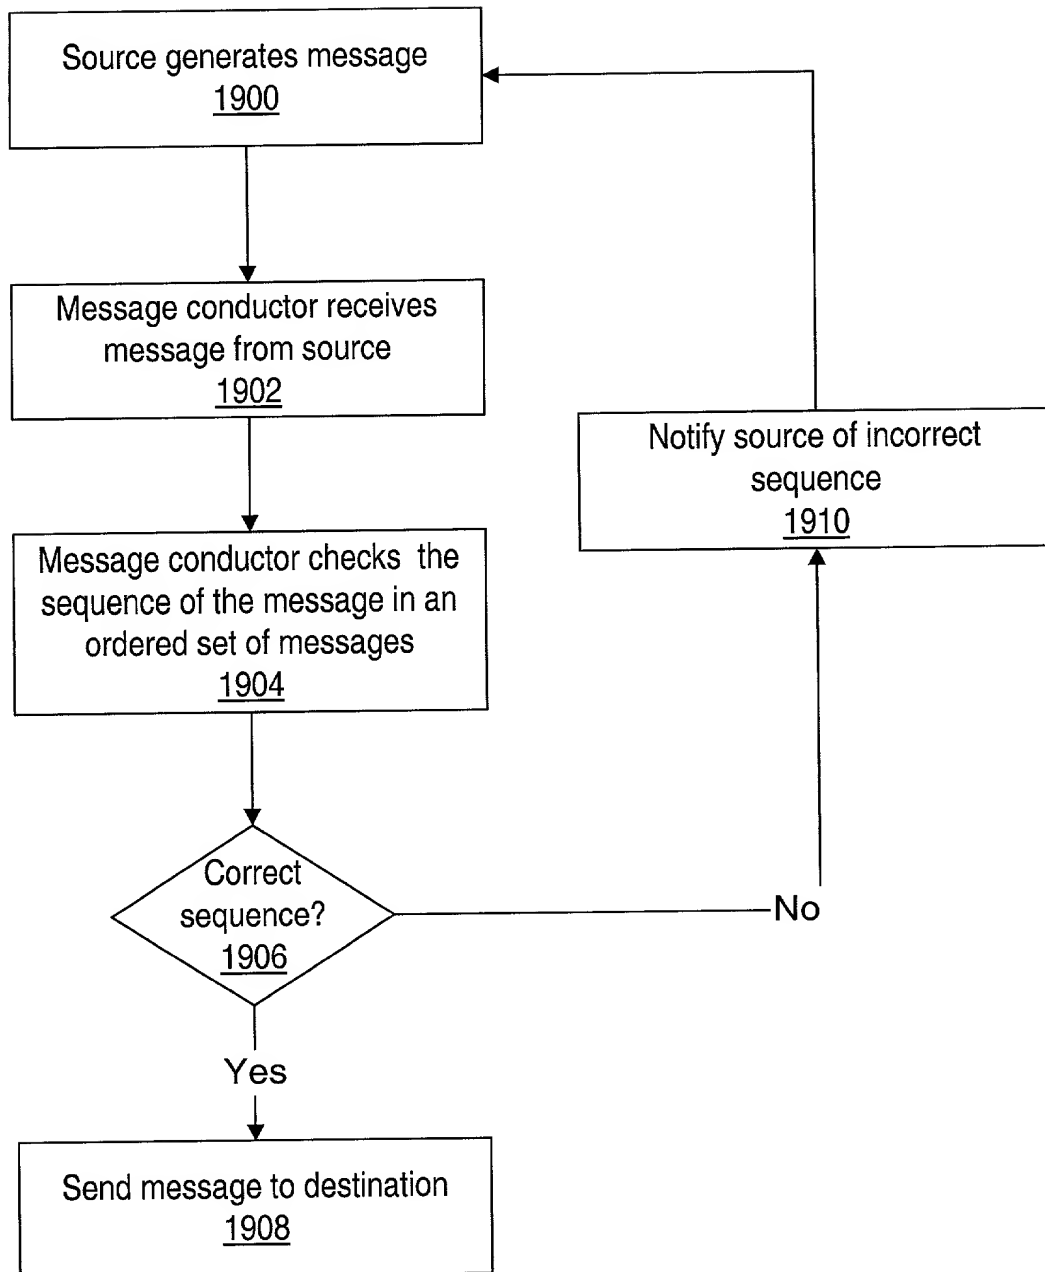 Source generates message
1900
Message conductor receives
message from source
1902
Notify source of incorrect
sequence
1910
Message conductor checks the
sequence of the message in an
ordered set of messages
1904
Correct
sequence?
1906
No
Yes
Send message to destination
1908